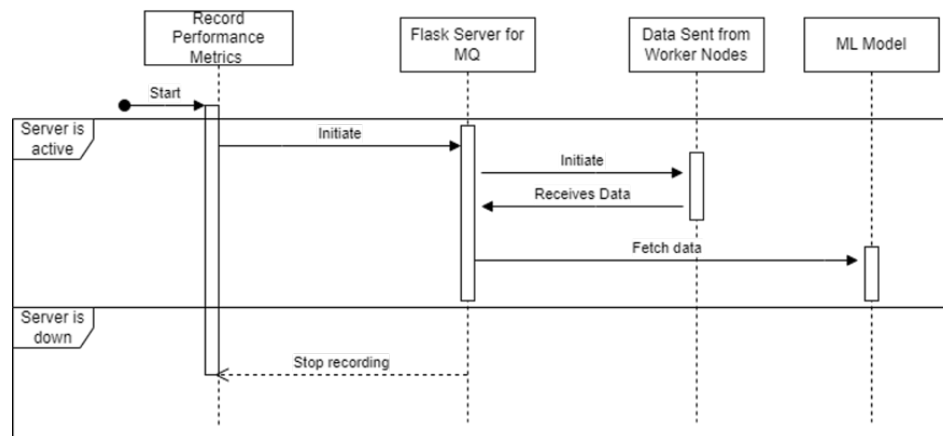 Record
Performance
Metrics
Flask Server for
MQ
Data Sent from
Worker Nodes
ML Model
Start
Server is
active
Initiate
Initiate
Receives Data
Fetch data
Server is
down
Stop recording